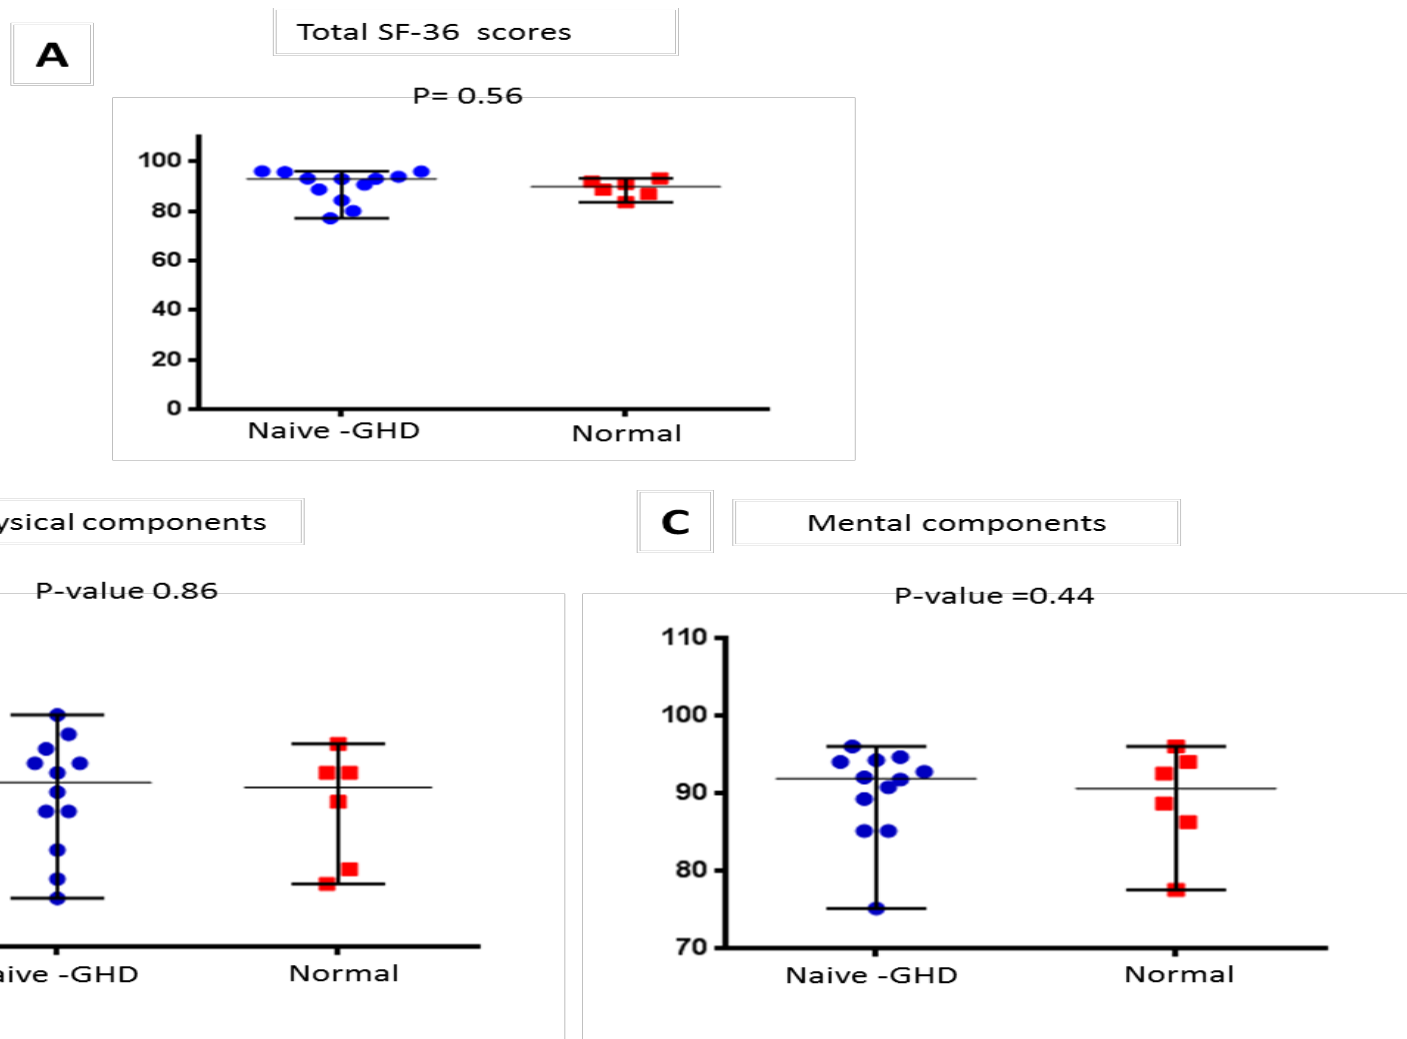 Total SF-36 scores
A
P= 0.56
100
80
60
40
20
0
Naive -GHD
Normal
ysical components
P-value 0.86
aive -GHD
Normal
C
Mental components
P-value =0.44
110
100
90
80
70
Naive -GHD
Normal